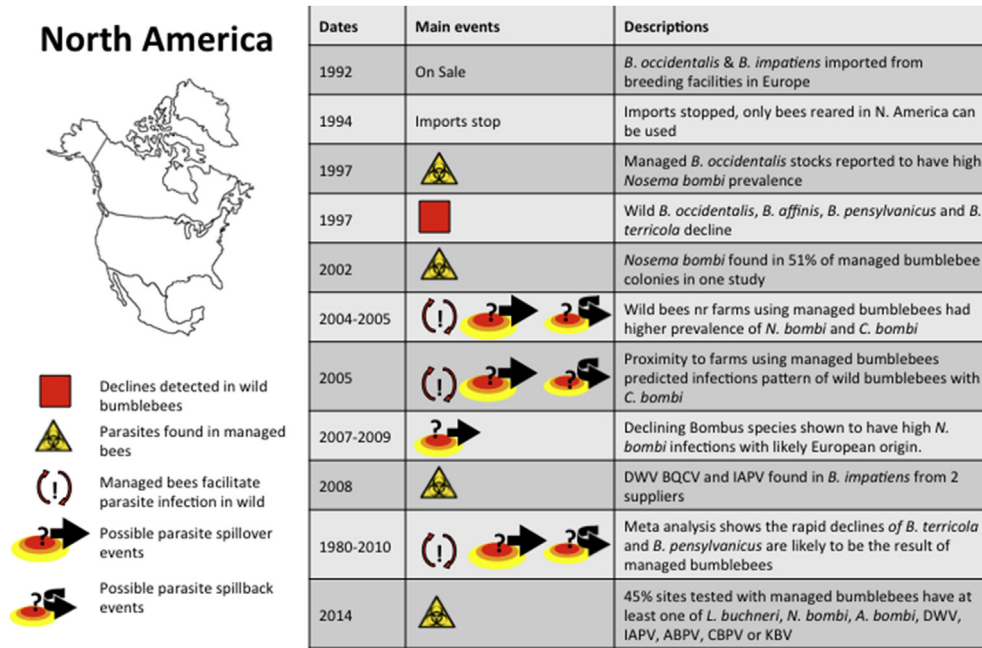 North America
Declines detected in wild
bumblebees
Parasites found in managed
bees
Managed bees facilitate
parasite infection in wild
Possible parasite spillover
events
Possible parasite spillback
events
Dates Main events Descriptions
1992 On Sale B. occidentalis & B. impatiens imported from
breeding facilities in Europe
1994 Imports stop Imports stopped, only bees reared in N. America can
be used
1997 Managed B. occidentalis stocks reported to have high
Nosema bombi prevalence
1997 Wild B. occidentalis, B. affinis, B. pensylvanicus and B.
terricola decline
2002 Nosema bombi found in 51% of managed bumblebee
colonies in one study
2004-2005 ! ? ? Wild bees nr farms using managed bumblebees had
higher prevalence of N. bombi and C. bombi
2005 ! ? ? Proximity to farms using managed bumblebees
predicted infections pattern of wild bumblebees with
C. bombi
2007-2009 ? Declining Bombus species shown to have high N.
bombi infections with likely European origin.
2008 DWV BQCV and IAPV found in B. impatiens from 2
suppliers
1980-2010 ! ? ? Meta analysis shows the rapid declines of B. terricola
and B. pensylvanicus are likely to be the result of
managed bumblebees
2014 45% sites tested with managed bumblebees have at
least one of L. buchneri, N. bombi, A. bombi, DWV,
IAPV, ABPV, CBPV or KBV